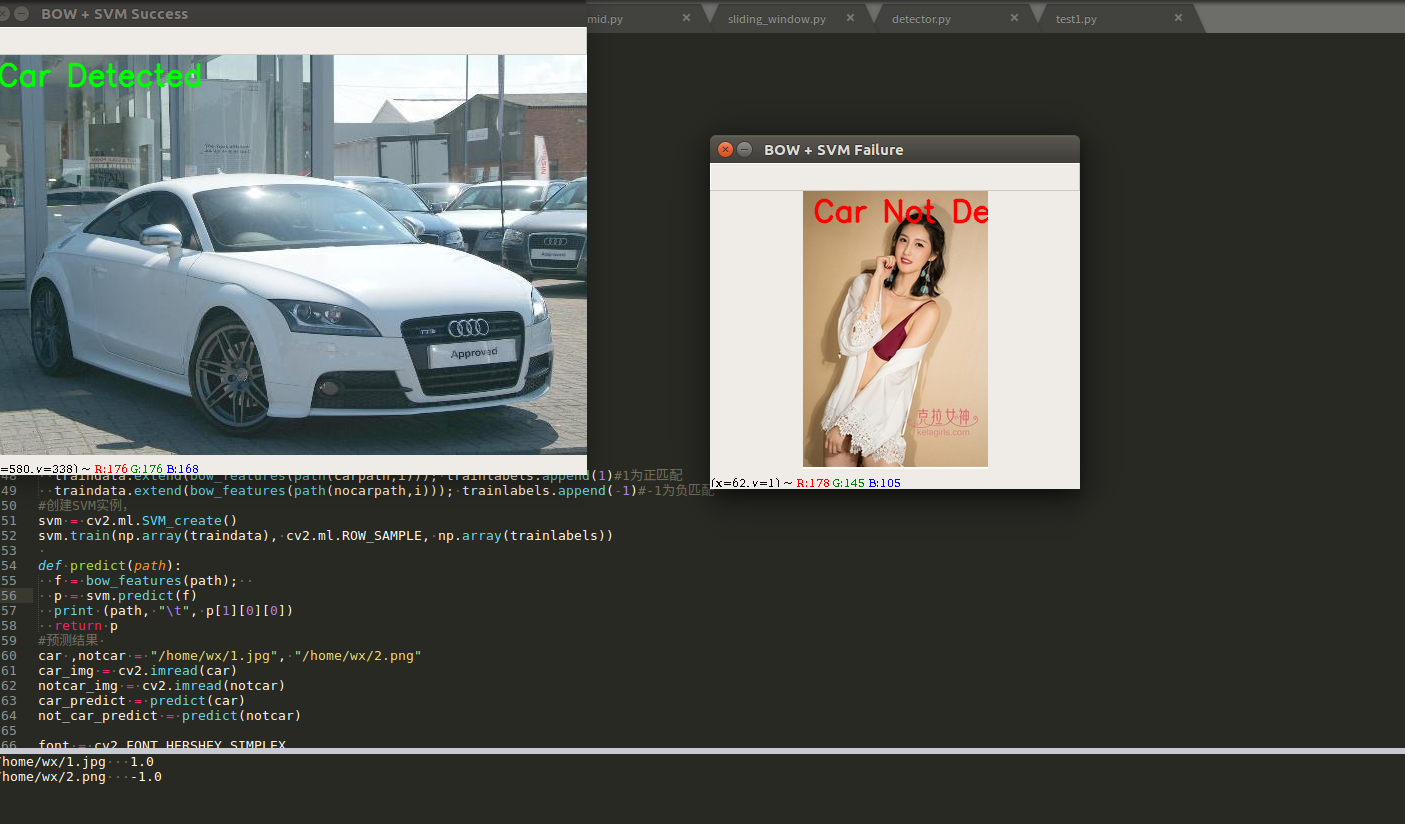 BOW + SVM Success
mid.py
sliding_window.py
detector.py
test1.py
Car Detected
Approved
Approved
=580, y=338) ~ R:176 G:176 B:168
BOW + SVM Failure
Car Not De
克拉女神
kelagirls.com
(x=62, y=1) ~ R:178 G:145 B:105
48 traindata.extend(bow_features(path(carpath,i))); trainlabels.append(1)#1为正匹配
49 traindata.extend(bow_features(path(nocarpath,i))); trainlabels.append(-1)#-1为负匹配
50 #创建SVM实例,
51 svm = cv2.ml.SVM_create()
52 svm.train(np.array(traindata), cv2.ml.ROW_SAMPLE, np.array(trainlabels))
53
54 def predict(path):
55 f = bow_features(path);
56 p = svm.predict(f)
57 print (path, "\t", p[1][0][0])
58 return p
59 #预测结果
60 car ,notcar = "/home/wx/1.jpg", "/home/wx/2.png"
61 car_img = cv2.imread(car)
62 notcar_img = cv2.imread(notcar)
63 car_predict = predict(car)
64 not_car_predict = predict(notcar)
65
66 font = cv2.FONT_HERSHEY_SIMPLEX
/home/wx/1.jpg 1.0
/home/wx/2.png -1.0